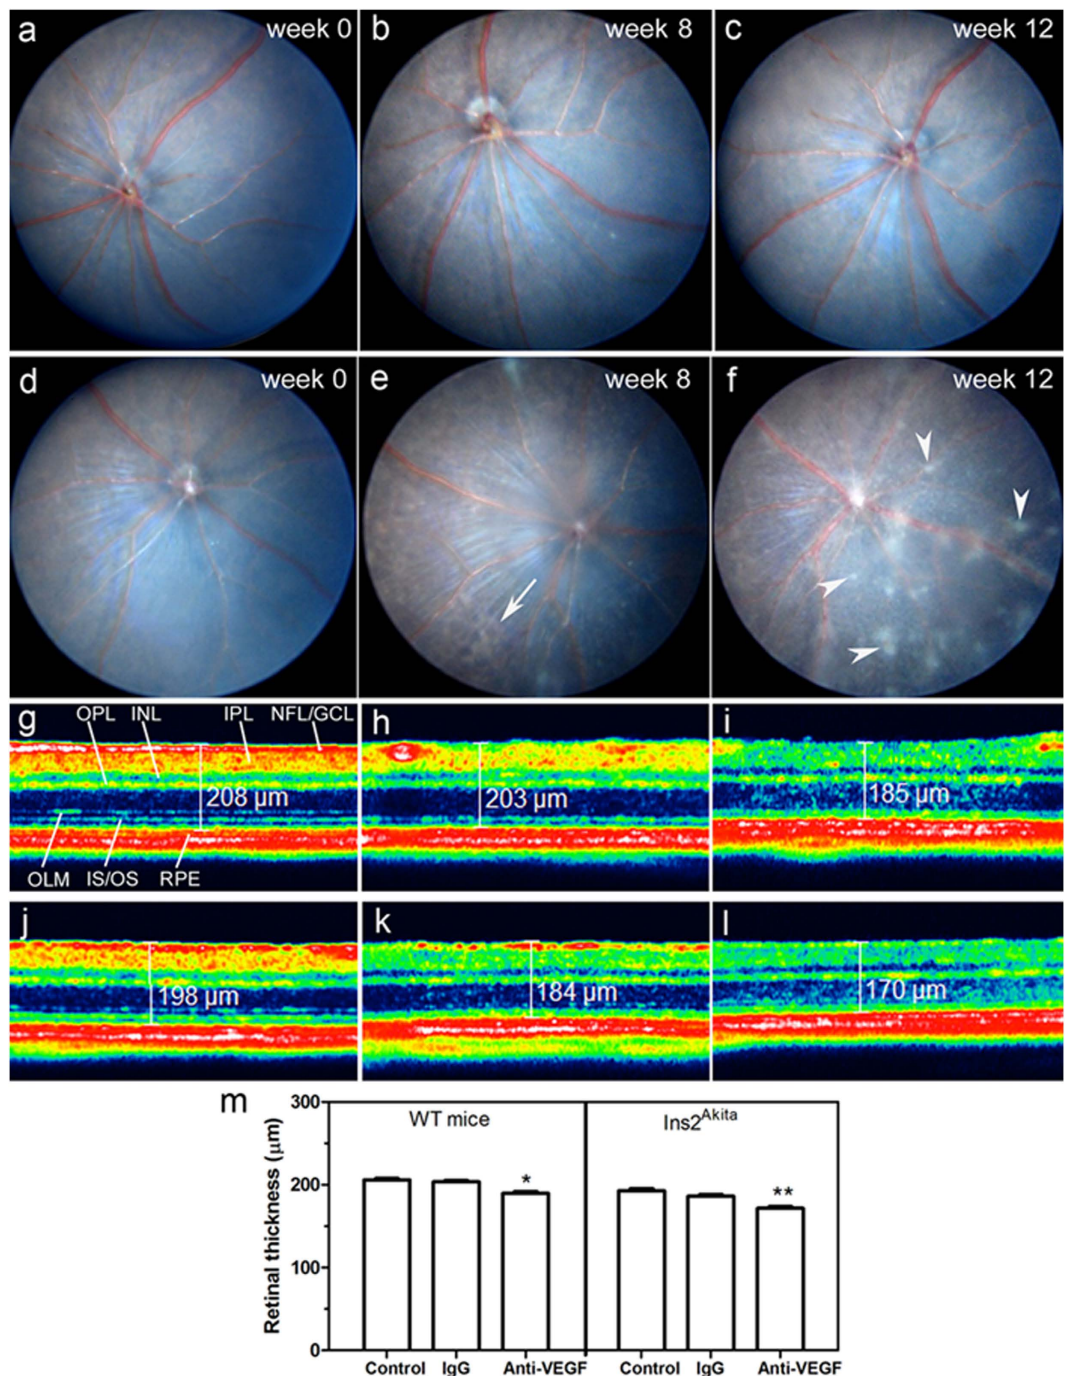 a week 0
b week 8
c week 12
d week 0
e week 8
f week 12
g OPL INL IPL NFL/GCL
208 µm
OLM IS/OS RPE
h
203 µm
i
185 µm
j
198 µm
k
184 µm
l
170 µm
m
Retinal thickness (µm)
300
200
100
0
WT mice
Ins2Akita
*
**
Control IgG Anti-VEGF Control IgG Anti-VEGF